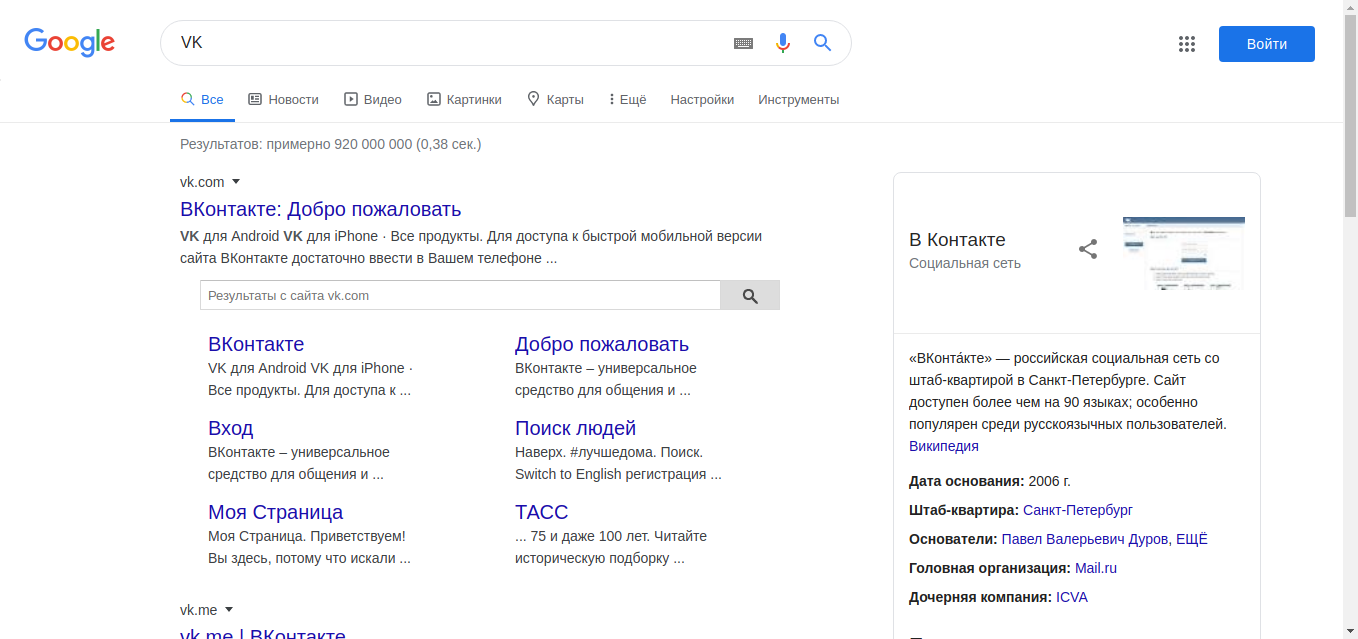 Google
VK
Войти
Все Новости Видео Картинки Карты Ещё Настройки Инструменты
Результатов: примерно 920 000 000 (0,38 сек.)
vk.com
ВКонтакте: Добро пожаловать
VK для Android VK для iPhone · Все продукты. Для доступа к быстрой мобильной версии
сайта ВКонтакте достаточно ввести в Вашем телефоне ...
Результаты с сайта vk.com
ВКонтакте
VK для Android VK для iPhone ·
Все продукты. Для доступа к ...
Добро пожаловать
ВКонтакте – универсальное
средство для общения и ...
Вход
ВКонтакте – универсальное
средство для общения и ...
Поиск людей
Наверх. #лучшедома. Поиск.
Switch to English регистрация ...
Моя Страница
Моя Страница. Приветствуем!
Вы здесь, потому что искали ...
ТАСС
... 75 и даже 100 лет. Читайте
историческую подборку ...
vk.me
vk.me | ВКонтакте
В Контакте
Социальная сеть
«ВКонта́кте» — российская социальная сеть со
штаб-квартирой в Санкт-Петербурге. Сайт
доступен более чем на 90 языках; особенно
популярен среди русскоязычных пользователей.
Википедия
Дата основания: 2006 г.
Штаб-квартира: Санкт-Петербург
Основатели: Павел Валерьевич Дуров, ЕЩЁ
Головная организация: Mail.ru
Дочерняя компания: ICVA